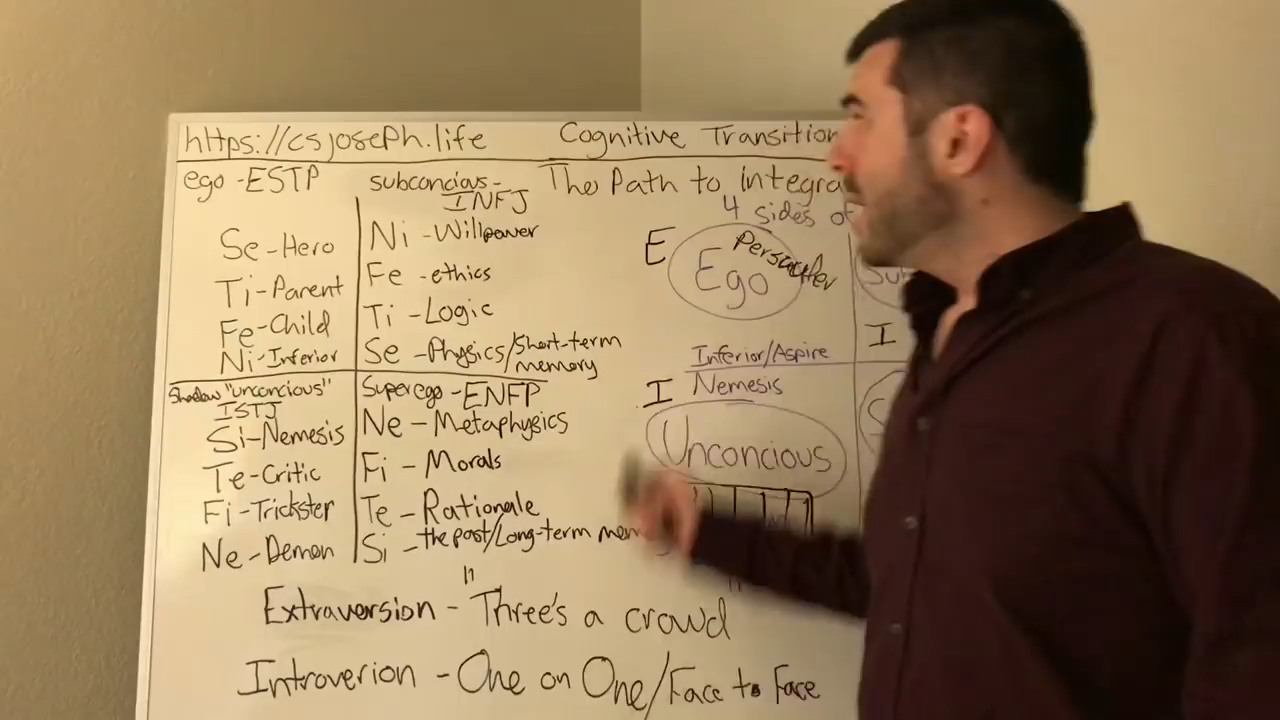 https://csjosePh.life
Cognitive Transition
ego -ESTP
subconcious-
INFJ
The Path to integra
4 sides of
Se-Hero
Ti-Parent
Fe-Child
Ni-Inferior
Ni -Willpower
Fe -ethics
Ti -Logic
Se -Physics/Short-term
memory
E
Ego
Persuader
Inferior/Aspire
I
Shadow "unconcious"
ISTJ
Si-Nemesis
Te-Critic
Fi-Trickster
Ne-Demon
Superego-ENFP
Ne-Metaphysics
Fi -Morals
Te -Rationale
Si -the past/Long-term mem
I
Nemesis
Unconcious
Extraversion - Three's a crowd
Introverion - One on One/Face to Face